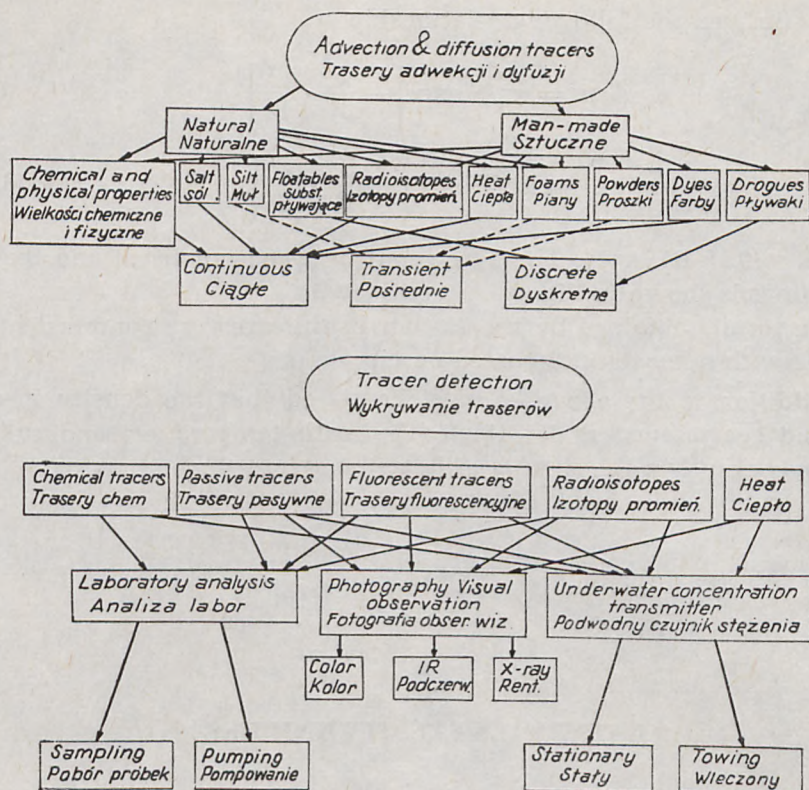 Advection & diffusion tracers
Trasery adwekcji i dyfuzji
Natural
Naturalne
Man-made
Sztuczne
Chemical and
physical properties
Wielkości chemiczne
i fizyczne
Salt
sól.
Silt
Muł
Floatables
subst.
pływające
Radioisotopes
Izotopy promień.
Heat
Ciepło
Foams
Piany
Powders
Proszki
Dyes
Farby
Drogues
Pływaki
Continuous
Ciągłe
Transient
Pośrednie
Discrete
Dyskretne
Tracer detection
Wykrywanie traserów
Chemical tracers
Trasery chem
Passive tracers
Trasery pasywne
Fluorescent tracers
Trasery fluorescencyjne
Radioisotopes
Izotopy promień.
Heat
Ciepło
Laboratory analysis
Analiza labor
Photography Visual
observation
Fotografia obser. wiz.
Underwater concentration
transmitter
Podwodny czujnik stężenia
Color
Kolor
IR
Podczerw.
X-ray
Rent.
Sampling
Pobór próbek
Pumping
Pompowanie
Stationary
Stały
Towing
Wleczony